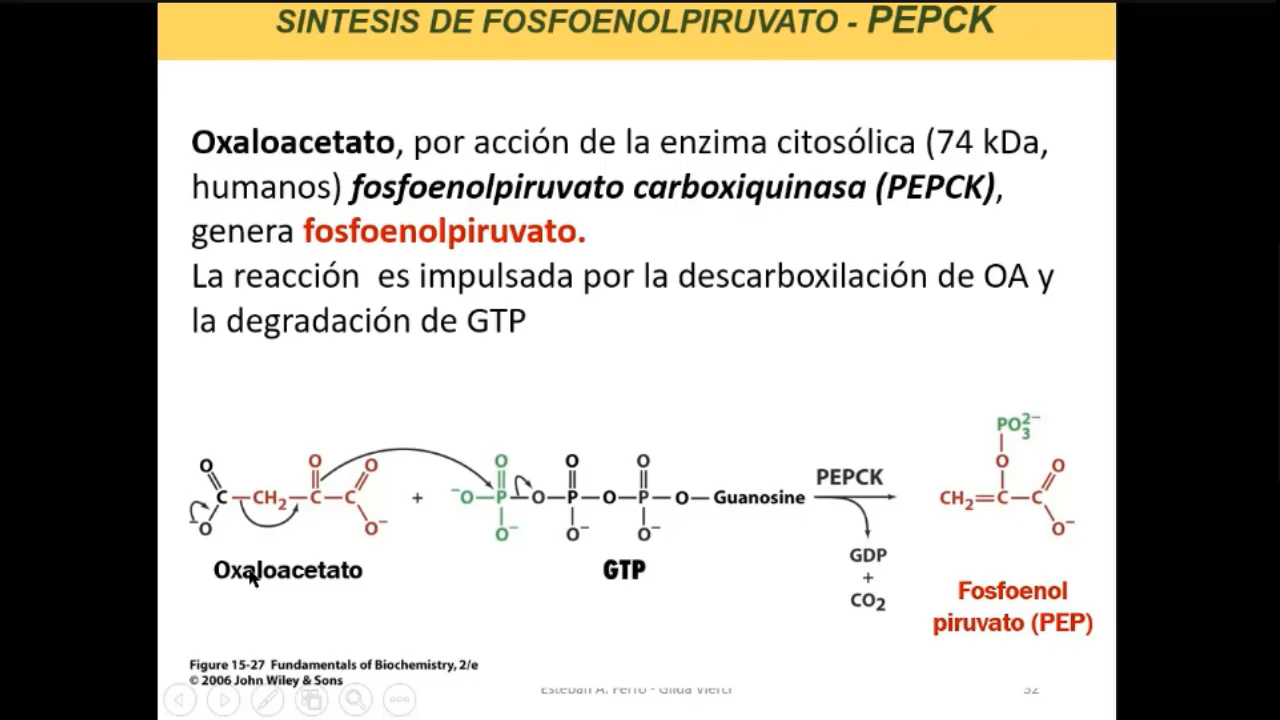 SINTESIS DE FOSFOENOLPIRUVATO - PEPCK
Oxaloacetato, por acción de la enzima citosólica (74 kDa,
humanos) fosfoenolpiruvato carboxiquinasa (PEPCK),
genera fosfoenolpiruvato.
La reacción es impulsada por la descarboxilación de OA y
la degradación de GTP
O O O O O O
C—CH₂—C—C + ⁻O—P—O—P—O—P—O—Guanosine
⁻O O⁻ O⁻ O⁻ O⁻
Oxaloacetato
GTP
PEPCK
GDP
+
CO₂
PO₃²⁻
O O
CH₂=C—C
O⁻
Fosfoenol
piruvato (PEP)
Figure 15-27 Fundamentals of Biochemistry, 2/e
© 2006 John Wiley & Sons
Esteban A. Ferro - Gilda Vierci
32